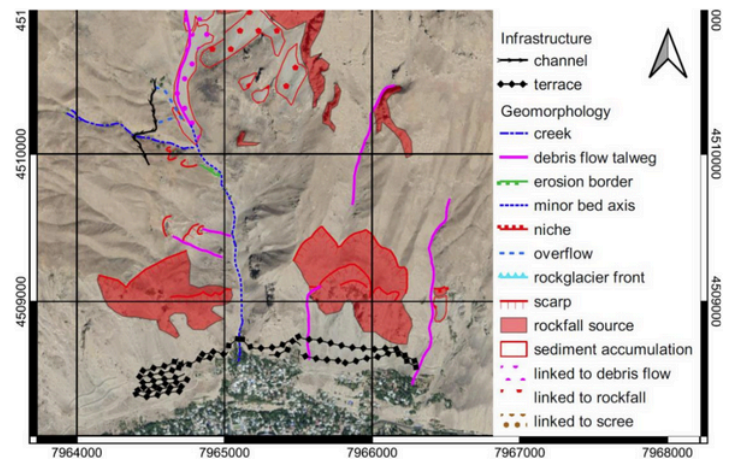 451
000
Infrastructure
channel
terrace
Geomorphology
creek
debris flow talweg
erosion border
minor bed axis
niche
overflow
rockglacier front
scarp
rockfall source
sediment accumulation
linked to debris flow
linked to rockfall
linked to scree
4510000
4510000
4509000
4509000
7964000
7965000
7966000
7967000
7968000